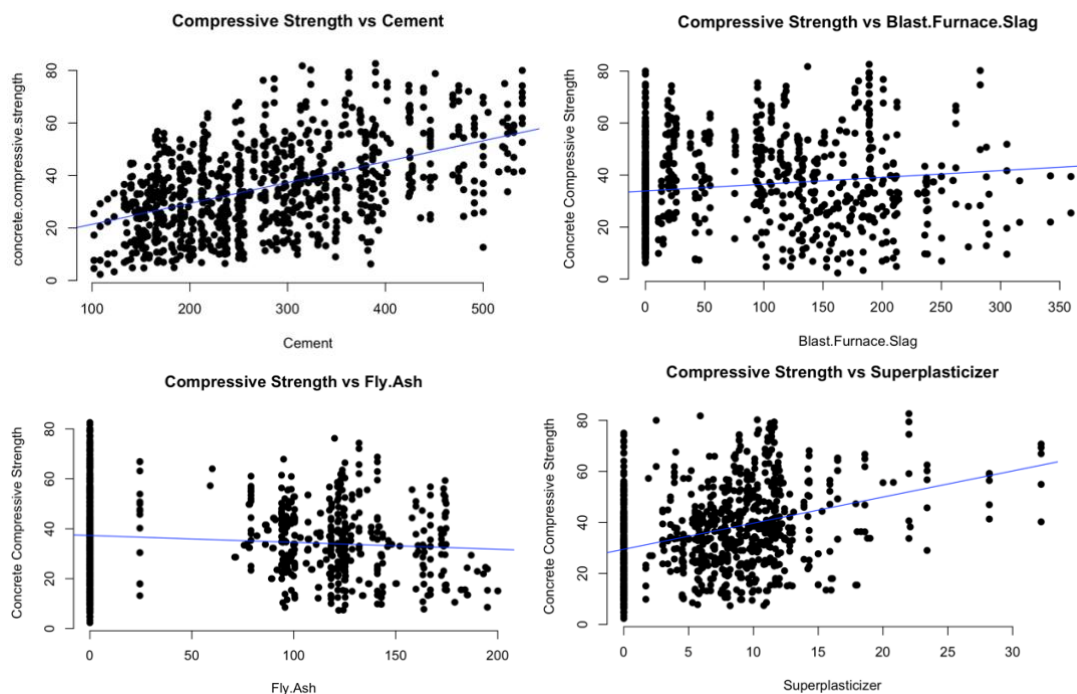 Compressive Strength vs Cement
concrete.compressive.strength
80
60
40
20
0
100 200 300 400 500
Cement
Compressive Strength vs Blast.Furnace.Slag
Concrete Compressive Strength
80
60
40
20
0
0 50 100 150 200 250 300 350
Blast.Furnace.Slag
Compressive Strength vs Fly.Ash
Concrete Compressive Strength
80
60
40
20
0
0 50 100 150 200
Fly.Ash
Compressive Strength vs Superplasticizer
Concrete Compressive Strength
80
60
40
20
0
0 5 10 15 20 25 30
Superplasticizer